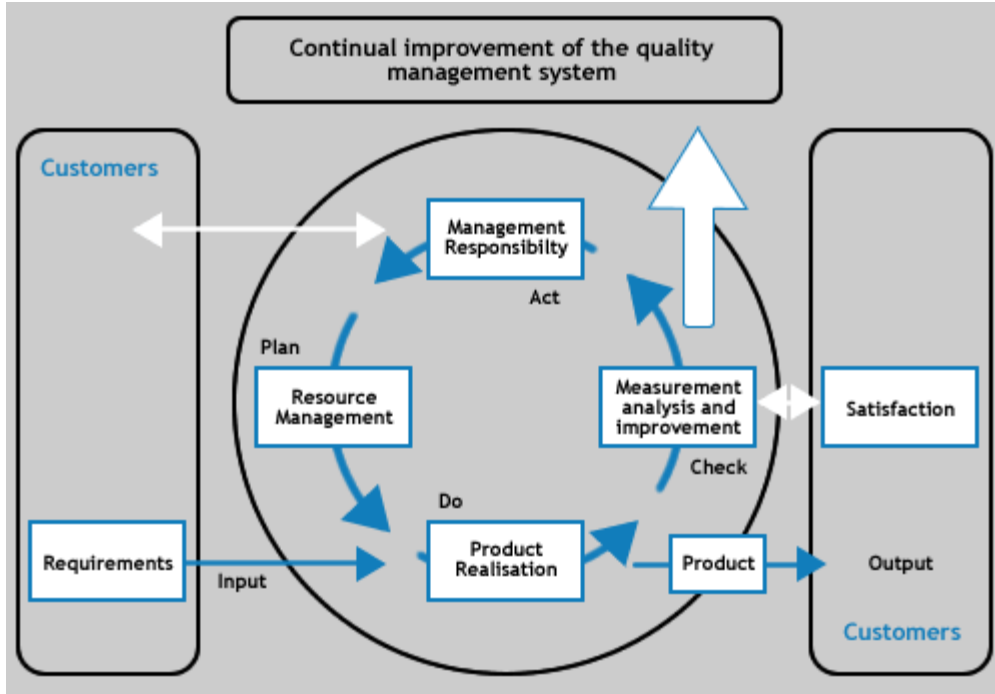 Continual improvement of the quality
management system
Customers
Management
Responsibilty
Act
Plan
Resource
Management
Measurement
analysis and
improvement
Satisfaction
Check
Do
Requirements
Input
Product
Realisation
Product
Output
Customers